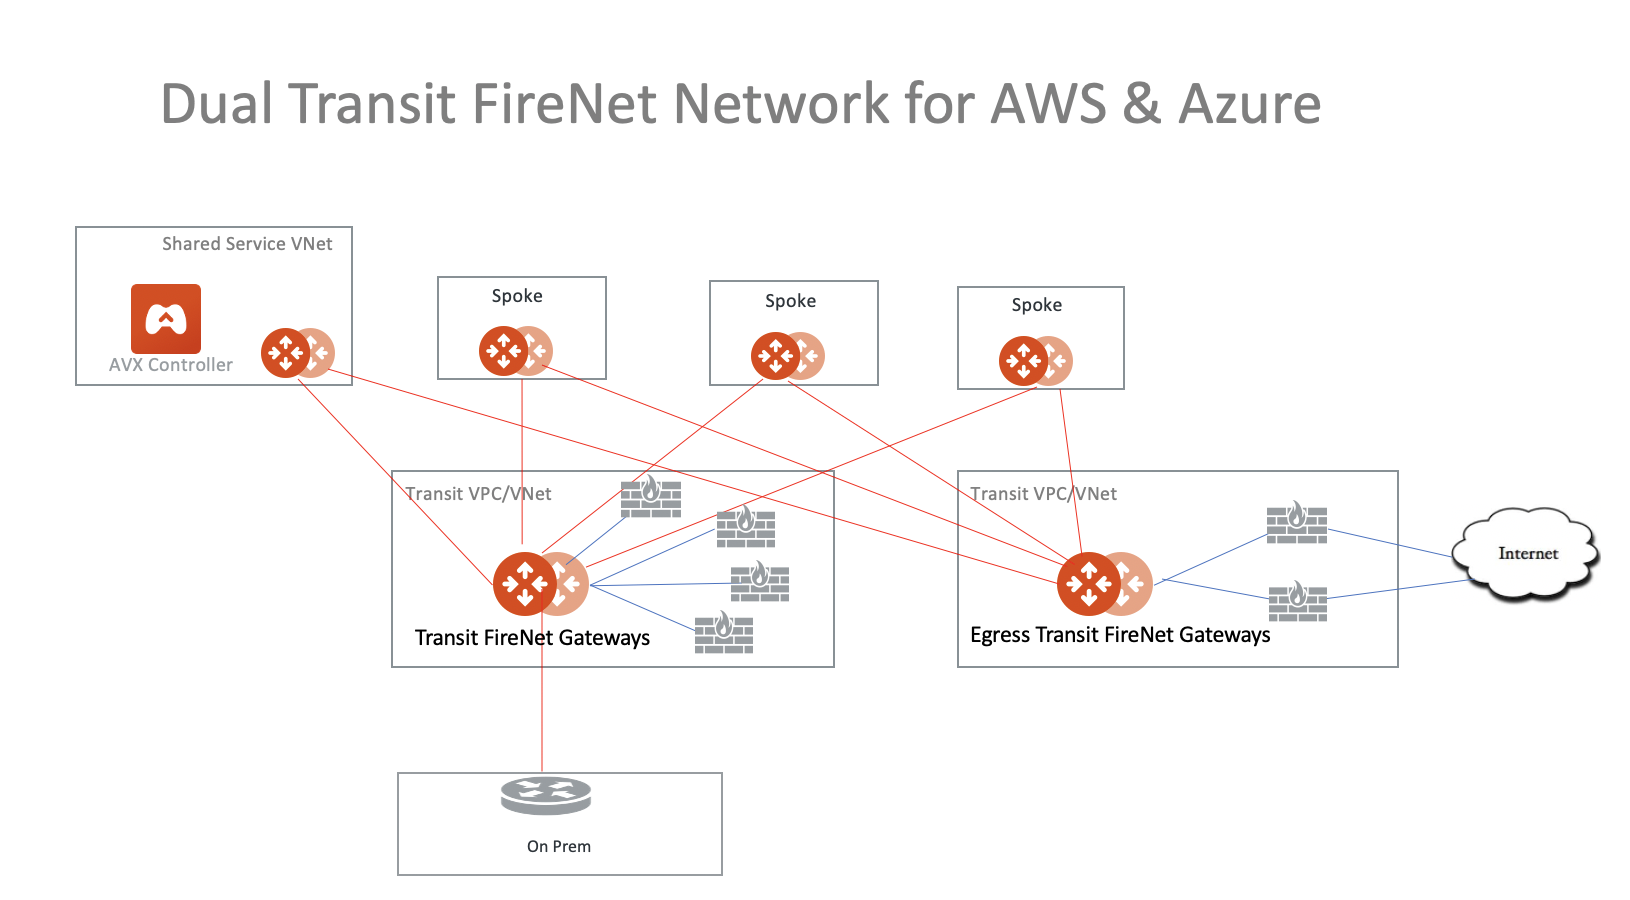 Dual Transit FireNet Network for AWS & Azure
Shared Service VNet
AVX Controller
Spoke
Spoke
Spoke
Transit VPC/VNet
Transit FireNet Gateways
Transit VPC/VNet
Egress Transit FireNet Gateways
Internet
On Prem